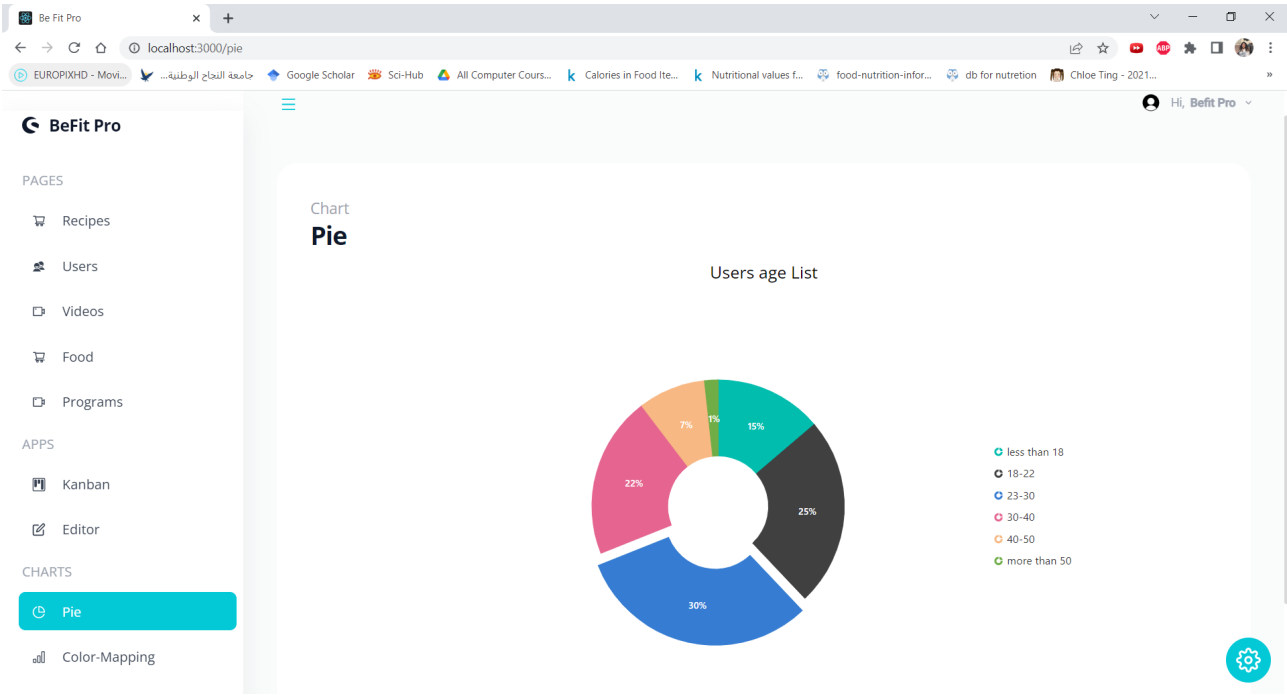 Be Fit Pro
localhost:3000/pie
EUROPIXHD - Movi...
جامعة النجاح الوطنية...
Google Scholar
Sci-Hub
All Computer Cours...
Calories in Food Ite...
Nutritional values f...
food-nutrition-infor...
db for nutretion
Chloe Ting - 2021...
»
ABP
BeFit Pro
Hi, Befit Pro
PAGES
Recipes
Users
Videos
Food
Programs
APPS
Kanban
Editor
CHARTS
Pie
Color-Mapping
Chart
Pie
Users age List
7%
1%
15%
22%
25%
30%
less than 18
18-22
23-30
30-40
40-50
more than 50